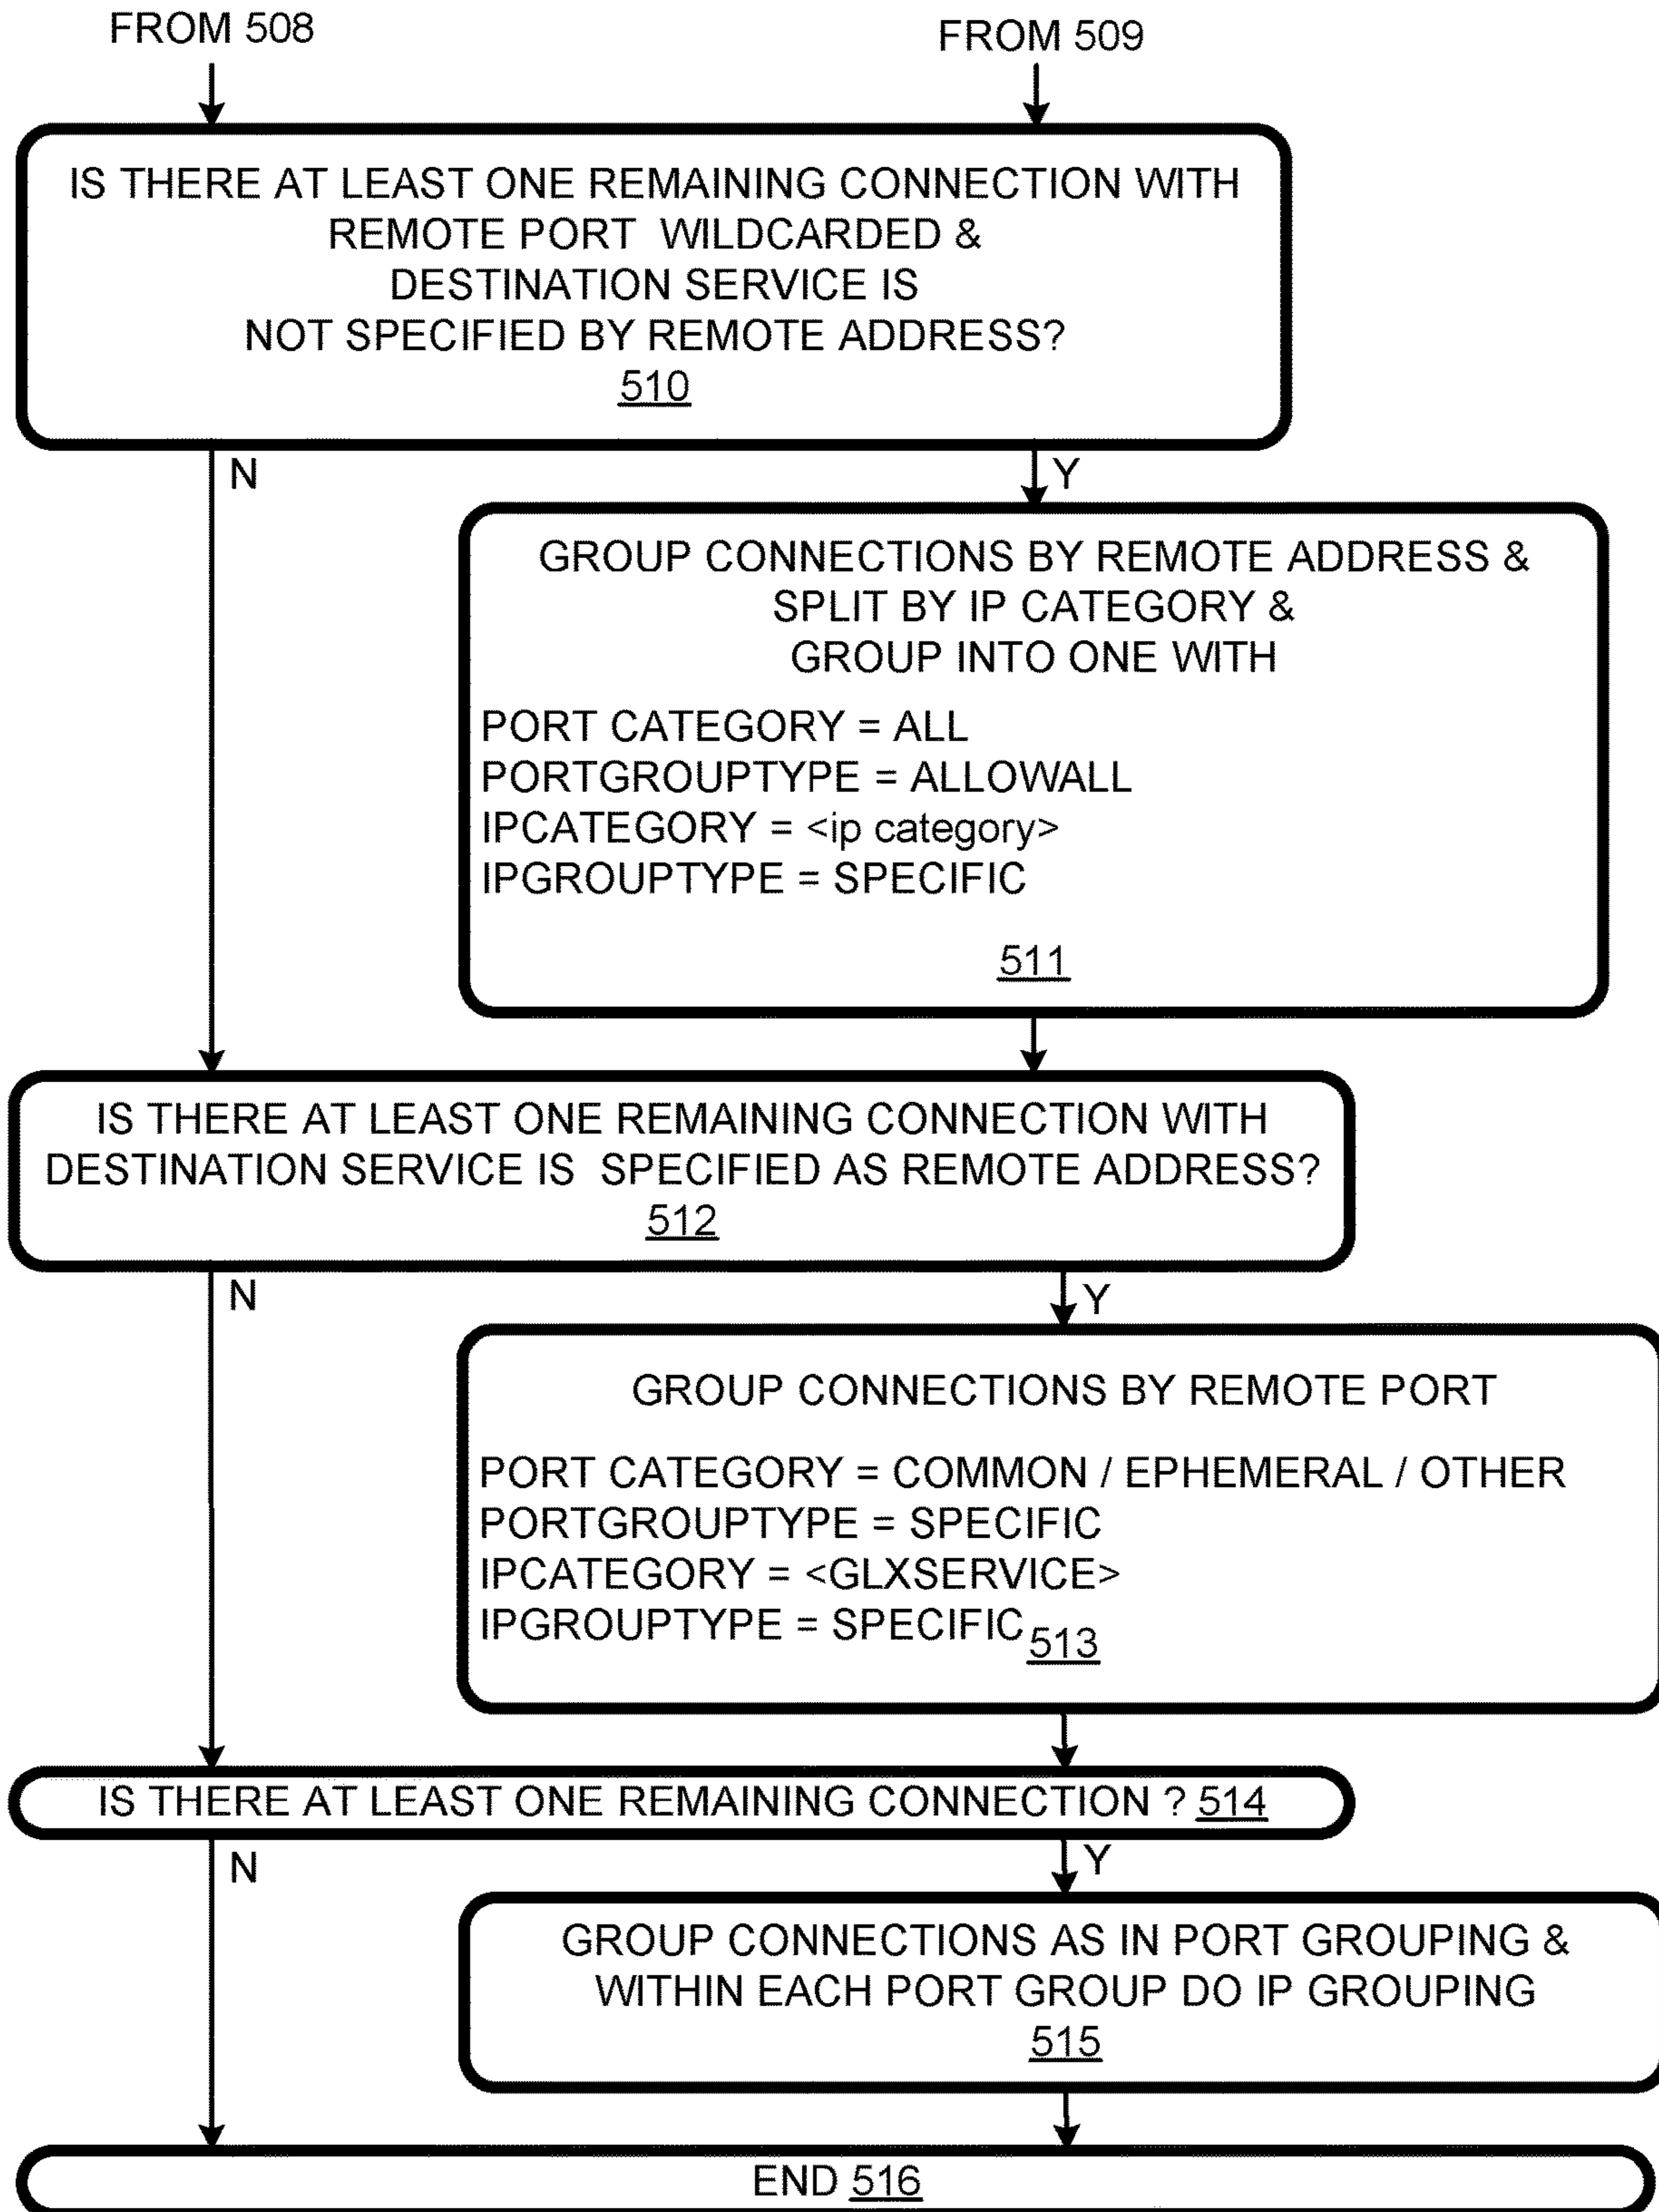 FROM 508
FROM 509
IS THERE AT LEAST ONE REMAINING CONNECTION WITH
REMOTE PORT WILDCARDED &
DESTINATION SERVICE IS
NOT SPECIFIED BY REMOTE ADDRESS?
510
N
Y
GROUP CONNECTIONS BY REMOTE ADDRESS &
SPLIT BY IP CATEGORY &
GROUP INTO ONE WITH
PORT CATEGORY = ALL
PORTGROUPTYPE = ALLOWALL
IPCATEGORY = <ip category>
IPGROUPTYPE = SPECIFIC
511
IS THERE AT LEAST ONE REMAINING CONNECTION WITH
DESTINATION SERVICE IS SPECIFIED AS REMOTE ADDRESS?
512
N
Y
GROUP CONNECTIONS BY REMOTE PORT
PORT CATEGORY = COMMON / EPHEMERAL / OTHER
PORTGROUPTYPE = SPECIFIC
IPCATEGORY = <GLXSERVICE>
IPGROUPTYPE = SPECIFIC 513
IS THERE AT LEAST ONE REMAINING CONNECTION ? 514
N
Y
GROUP CONNECTIONS AS IN PORT GROUPING &
WITHIN EACH PORT GROUP DO IP GROUPING
515
END 516